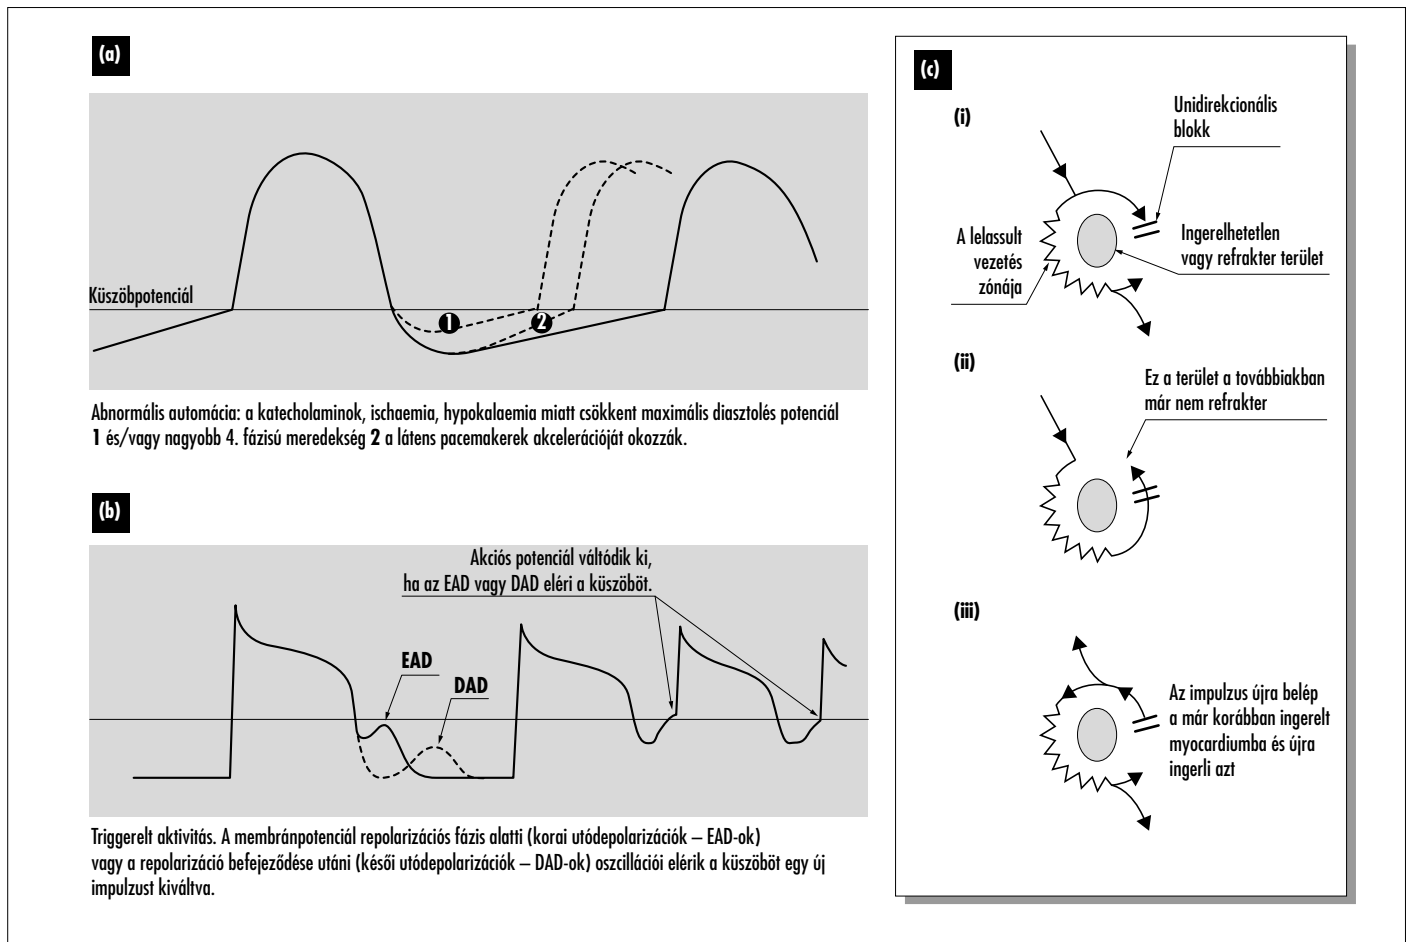 (a)
Küszöbpotenciál
1
2
Abnormális automácia: a katecholaminok, ischaemia, hypokalaemia miatt csökkent maximális diasztolés potenciál
1 és/vagy nagyobb 4. fázisú meredekség 2 a látens pacemakerek akcelerációját okozzák.
(b)
Akciós potenciál váltódik ki,
ha az EAD vagy DAD eléri a küszöböt.
EAD
DAD
Triggerelt aktivitás. A membránpotenciál repolarizációs fázis alatti (korai utódepolarizációk – EAD-ok)
vagy a repolarizáció befejeződése utáni (késői utódepolarizációk – DAD-ok) oszcillációi elérik a küszöböt egy új
impulzust kiváltva.
(c)
(i)
Unidirekcionális
blokk
A lelassult
vezetés
zónája
Ingerelhetetlen
vagy refrakter terület
(ii)
Ez a terület a továbbiakban
már nem refrakter
(iii)
Az impulzus újra belép
a már korábban ingerelt
myocardiumba és újra
ingerli azt